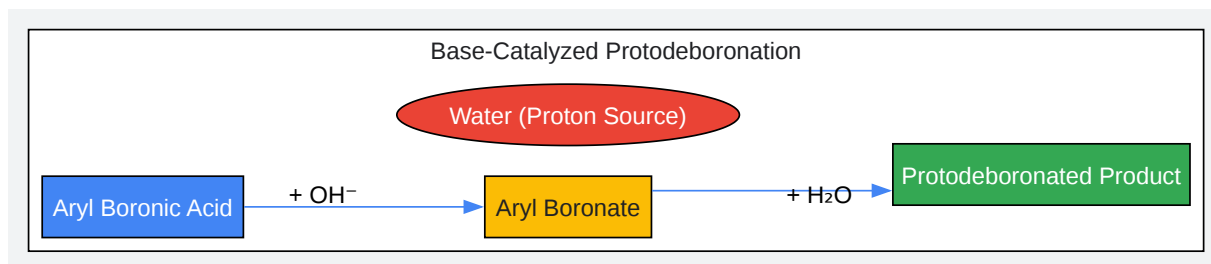 Base-Catalyzed Protodeboronation
Water (Proton Source)
Aryl Boronic Acid
+ OH⁻
Aryl Boronate
+ H₂O
Protodeboronated Product